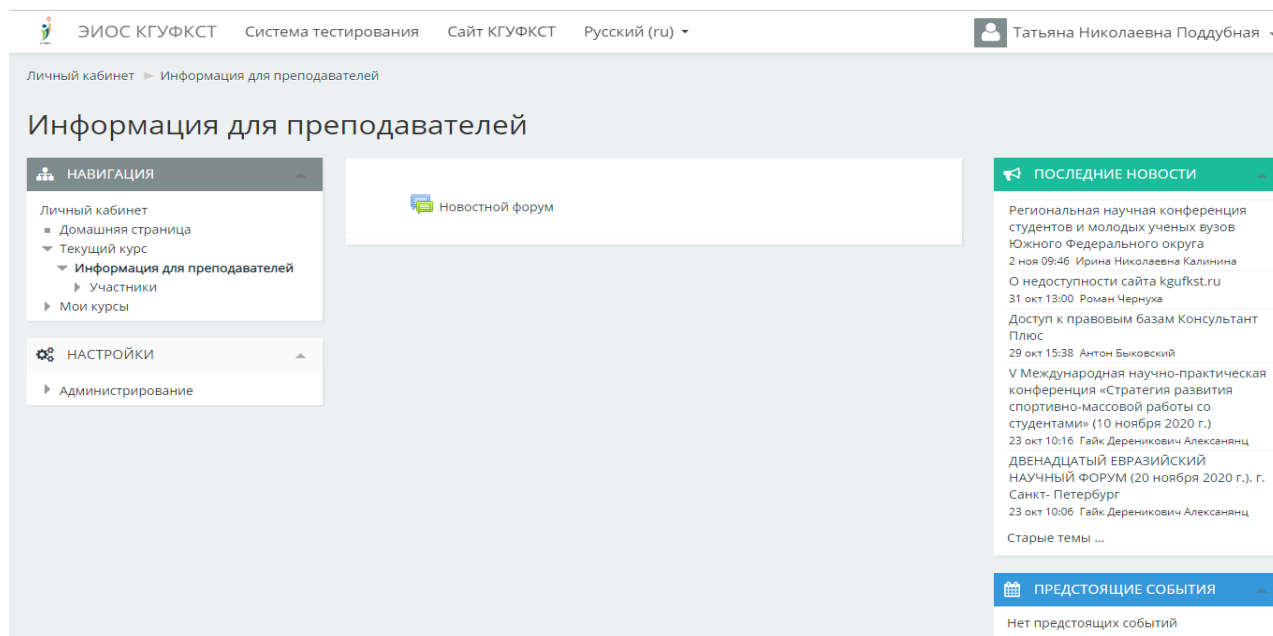 ЭИОС КГУФКСТ Система тестирования Сайт КГУФКСТ Русский (ru) Татьяна Николаевна Поддубная
Личный кабинет Информация для преподавателей
Информация для преподавателей
НАВИГАЦИЯ
Личный кабинет
Домашняя страница
Текущий курс
Информация для преподавателей
Участники
Мои курсы
НАСТРОЙКИ
Администрирование
Новостной форум
ПОСЛЕДНИЕ НОВОСТИ
Региональная научная конференция
студентов и молодых ученых вузов
Южного Федерального округа
2 ноя 09:46 Ирина Николаевна Калинина
О недоступности сайта kgufkst.ru
31 окт 13:00 Роман Чернуха
Доступ к правовым базам Консультант
Плюс
29 окт 15:38 Антон Быковский
V Международная научно-практическая
конференция «Стратегия развития
спортивно-массовой работы со
студентами» (10 ноября 2020 г.)
23 окт 10:16 Гайк Дереникович Алексанянц
ДВЕНАДЦАТЫЙ ЕВРАЗИЙСКИЙ
НАУЧНЫЙ ФОРУМ (20 ноября 2020 г.). г.
Санкт- Петербург
23 окт 10:06 Гайк Дереникович Алексанянц
Старые темы ...
ПРЕДСТОЯЩИЕ СОБЫТИЯ
Нет предстоящих событий